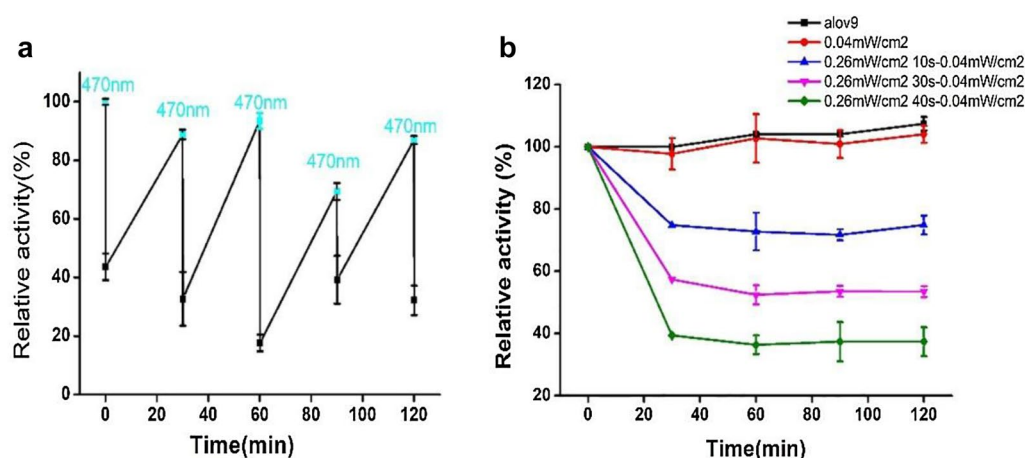 a
470nm
470nm
470nm
470nm
470nm
Relative activity(%)
100
80
60
40
20
0
0
20
40
60
80
100
120
Time(min)
b
alov9
0.04mW/cm2
0.26mW/cm2 10s-0.04mW/cm2
0.26mW/cm2 30s-0.04mW/cm2
0.26mW/cm2 40s-0.04mW/cm2
Relative activity (%)
120
100
80
60
40
20
0
20
40
60
80
100
120
Time(min)